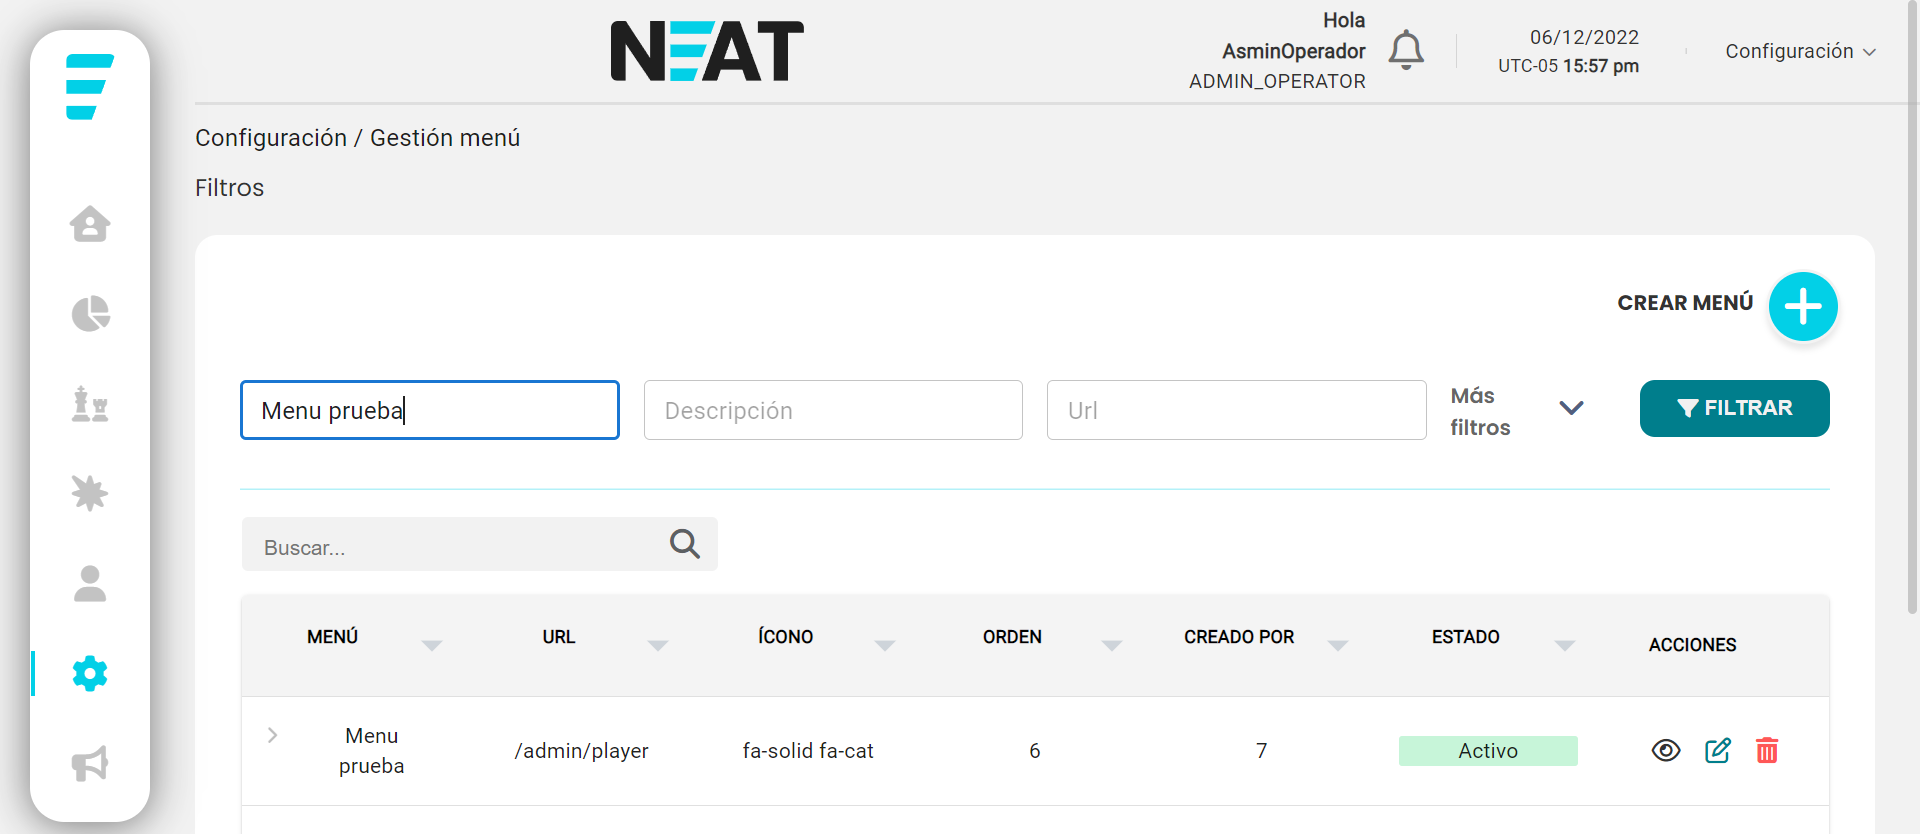 NEAT
Hola
AsminOperador
ADMIN_OPERATOR
06/12/2022
UTC-05 15:57 pm
Configuración
Configuración / Gestión menú
Filtros
CREAR MENÚ
Menu prueba
Descripción
Url
Más
filtros
FILTRAR
Buscar...
MENÚ URL ÍCONO ORDEN CREADO POR ESTADO ACCIONES
Menu
prueba
/admin/player fa-solid fa-cat 6 7 Activo